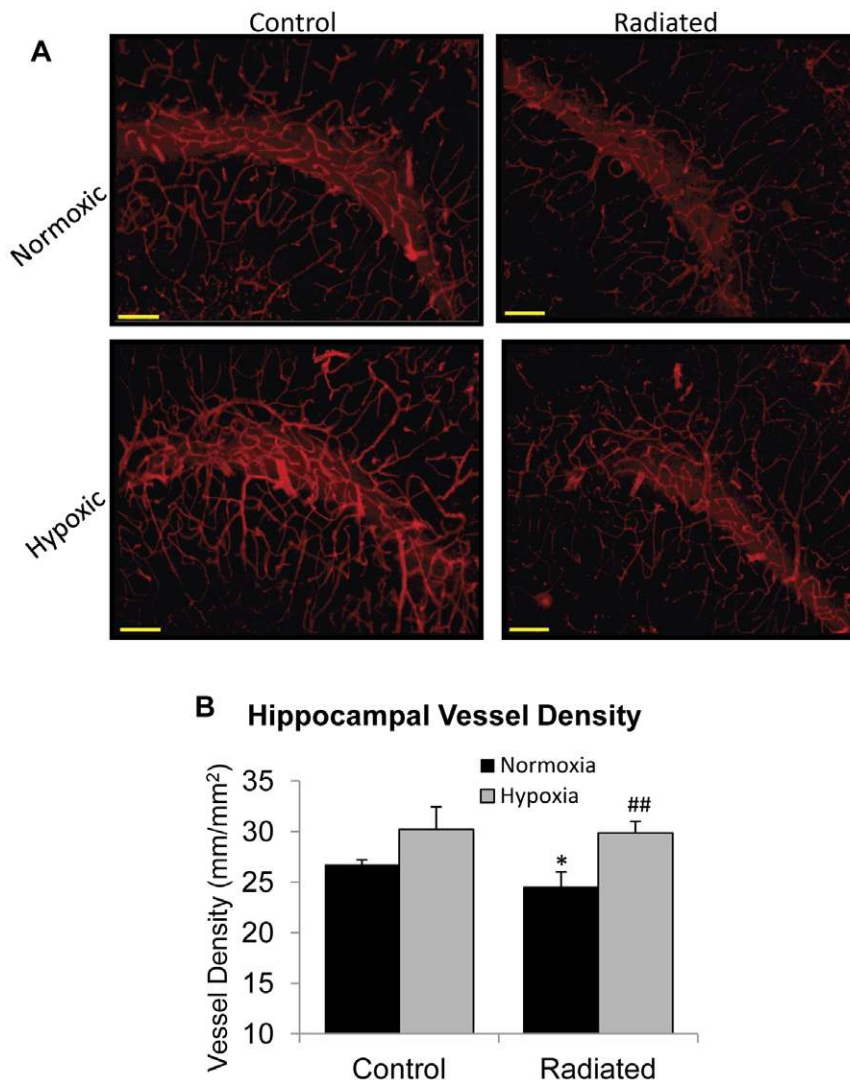 Control Radiated
A
Normoxic
Hypoxic
B Hippocampal Vessel Density
Normoxia
Hypoxia
Vessel Density (mm/mm²)
35
30
25
20
15
10
*
##
Control Radiated